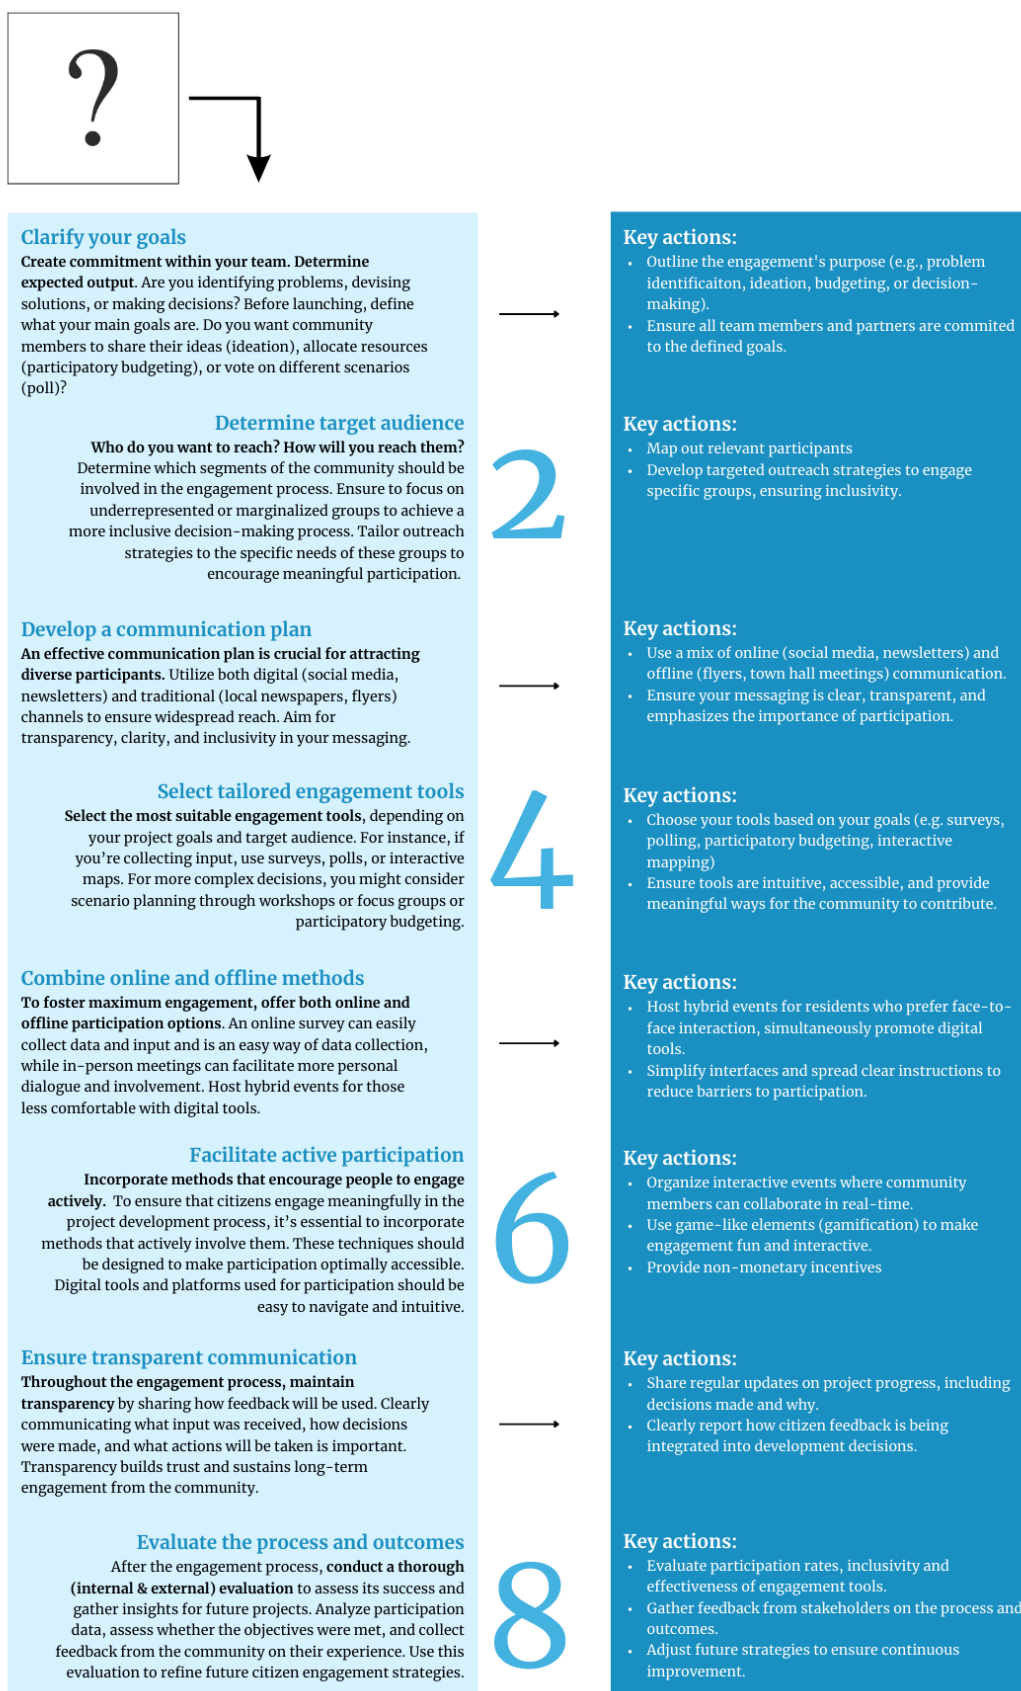 ?
Clarify your goals
Create commitment within your team. Determine
expected output. Are you identifying problems, devising
solutions, or making decisions? Before launching, define
what your main goals are. Do you want community
members to share their ideas (ideation), allocate resources
(participatory budgeting), or vote on different scenarios
(poll)?
Key actions:
• Outline the engagement's purpose (e.g., problem
identificaiton, ideation, budgeting, or decision-
making).
• Ensure all team members and partners are commited
to the defined goals.
Determine target audience
Who do you want to reach? How will you reach them?
Determine which segments of the community should be
involved in the engagement process. Ensure to focus on
underrepresented or marginalized groups to achieve a
more inclusive decision-making process. Tailor outreach
strategies to the specific needs of these groups to
encourage meaningful participation.
2
Key actions:
• Map out relevant participants
• Develop targeted outreach strategies to engage
specific groups, ensuring inclusivity.
Develop a communication plan
An effective communication plan is crucial for attracting
diverse participants. Utilize both digital (social media,
newsletters) and traditional (local newspapers, flyers)
channels to ensure widespread reach. Aim for
transparency, clarity, and inclusivity in your messaging.
Key actions:
• Use a mix of online (social media, newsletters) and
offline (flyers, town hall meetings) communication.
• Ensure your messaging is clear, transparent, and
emphasizes the importance of participation.
Select tailored engagement tools
Select the most suitable engagement tools, depending on
your project goals and target audience. For instance, if
you’re collecting input, use surveys, polls, or interactive
maps. For more complex decisions, you might consider
scenario planning through workshops or focus groups or
participatory budgeting.
4
Key actions:
• Choose your tools based on your goals (e.g. surveys,
polling, participatory budgeting, interactive
mapping)
• Ensure tools are intuitive, accessible, and provide
meaningful ways for the community to contribute.
Combine online and offline methods
To foster maximum engagement, offer both online and
offline participation options. An online survey can easily
collect data and input and is an easy way of data collection,
while in-person meetings can facilitate more personal
dialogue and involvement. Host hybrid events for those
less comfortable with digital tools.
Key actions:
• Host hybrid events for residents who prefer face-to-
face interaction, simultaneously promote digital
tools.
• Simplify interfaces and spread clear instructions to
reduce barriers to participation.
Facilitate active participation
Incorporate methods that encourage people to engage
actively. To ensure that citizens engage meaningfully in the
project development process, it’s essential to incorporate
methods that actively involve them. These techniques should
be designed to make participation optimally accessible.
Digital tools and platforms used for participation should be
easy to navigate and intuitive.
6
Key actions:
• Organize interactive events where community
members can collaborate in real-time.
• Use game-like elements (gamification) to make
engagement fun and interactive.
• Provide non-monetary incentives
Ensure transparent communication
Throughout the engagement process, maintain
transparency by sharing how feedback will be used. Clearly
communicating what input was received, how decisions
were made, and what actions will be taken is important.
Transparency builds trust and sustains long-term
engagement from the community.
Key actions:
• Share regular updates on project progress, including
decisions made and why.
• Clearly report how citizen feedback is being
integrated into development decisions.
Evaluate the process and outcomes
After the engagement process, conduct a thorough
(internal & external) evaluation to assess its success and
gather insights for future projects. Analyze participation
data, assess whether the objectives were met, and collect
feedback from the community on their experience. Use this
evaluation to refine future citizen engagement strategies.
8
Key actions:
• Evaluate participation rates, inclusivity and
effectiveness of engagement tools.
• Gather feedback from stakeholders on the process and
outcomes.
• Adjust future strategies to ensure continuous
improvement.